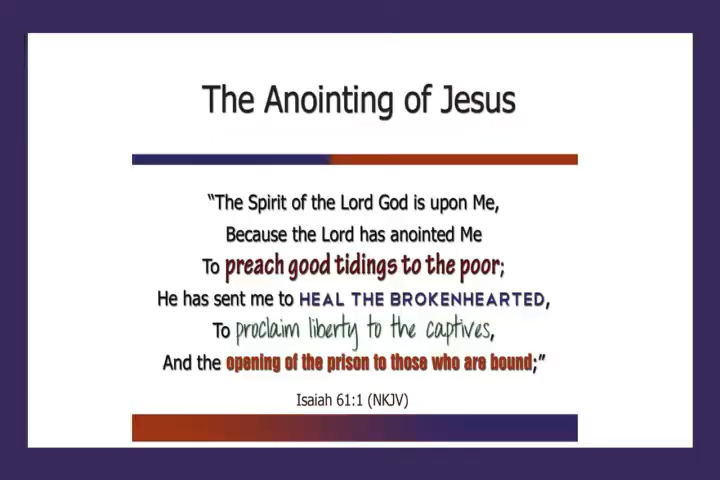 The Anointing of Jesus
“The Spirit of the Lord God is upon Me,
Because the Lord has anointed Me
To preach good tidings to the poor;
He has sent me to HEAL THE BROKENHEARTED,
To proclaim liberty to the captives,
And the opening of the prison to those who are bound;”
Isaiah 61:1 (NKJV)